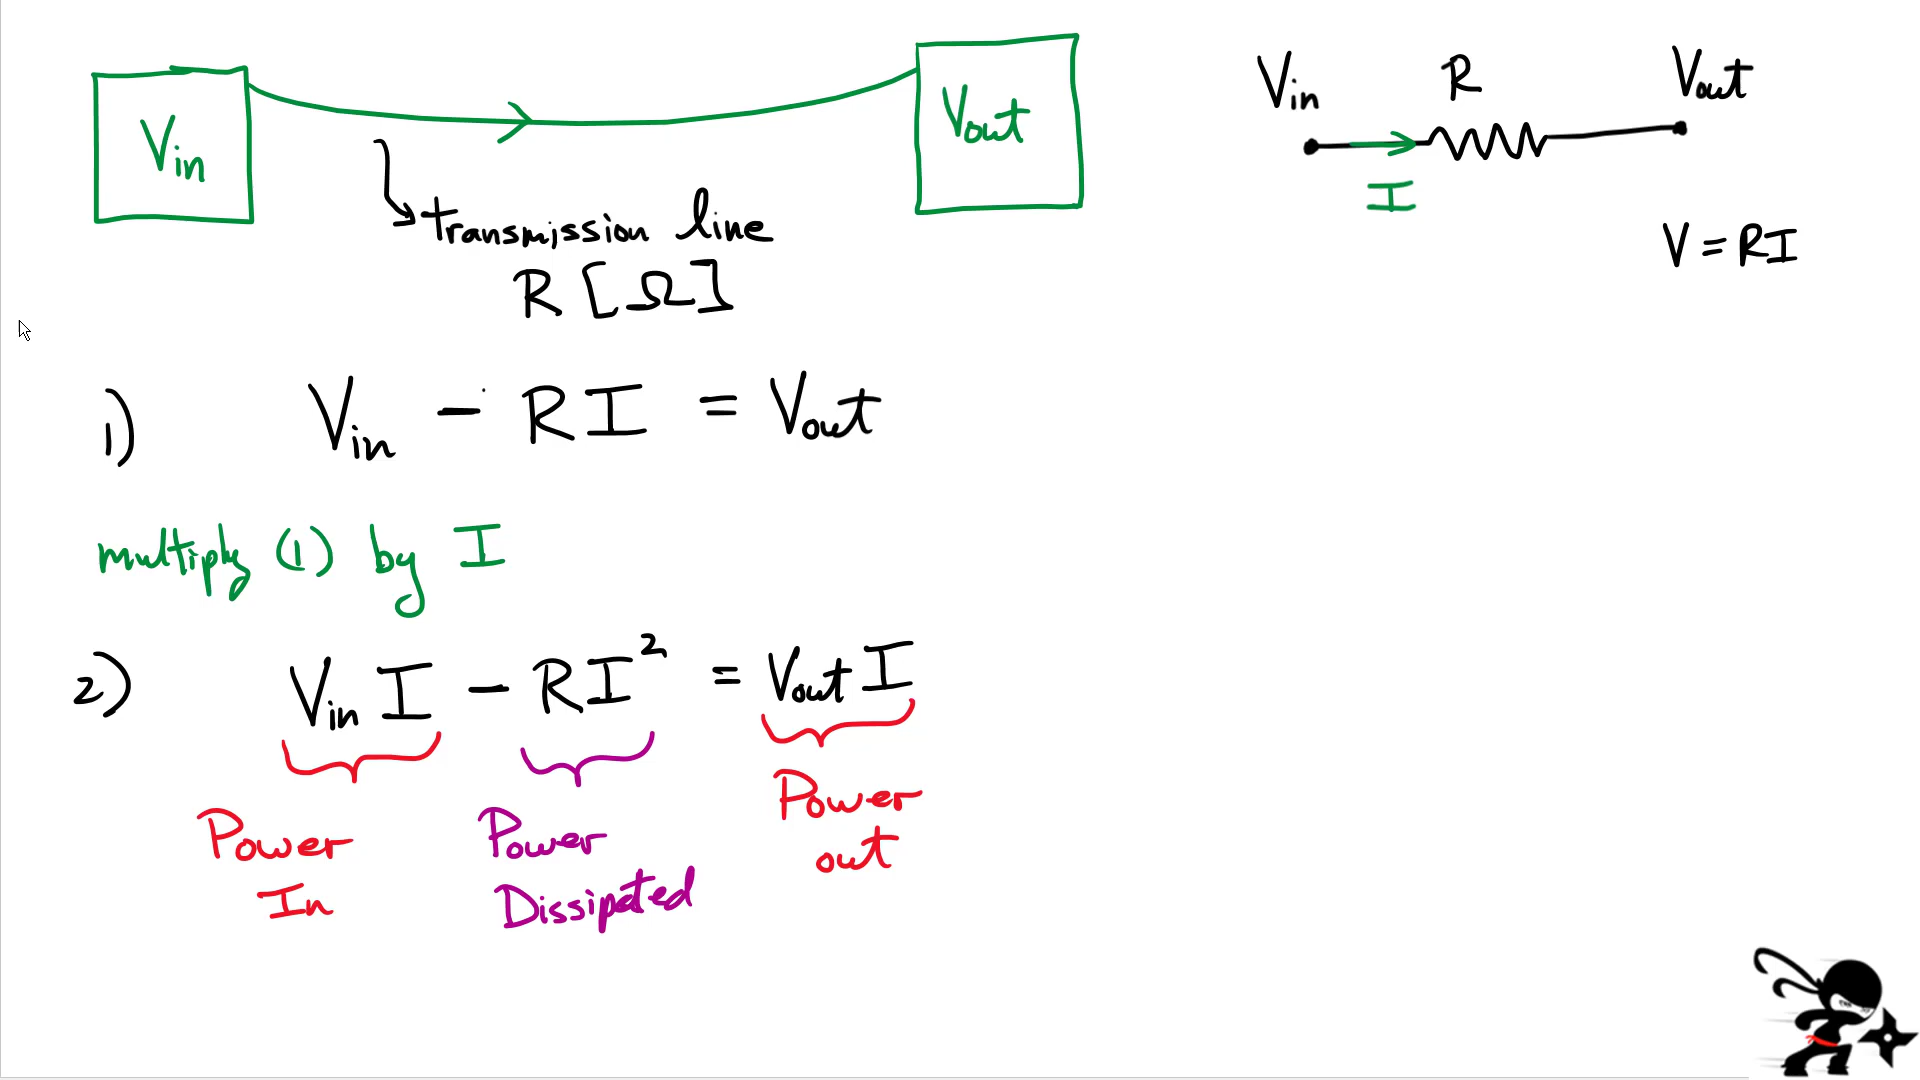 Vin
Vout
transmission line
R [Ω]
Vin R Vout
I
V = RI
1) Vin - RI = Vout
multiply (1) by I
2) Vin I - RI² = Vout I
Power In
Power Dissipated
Power out